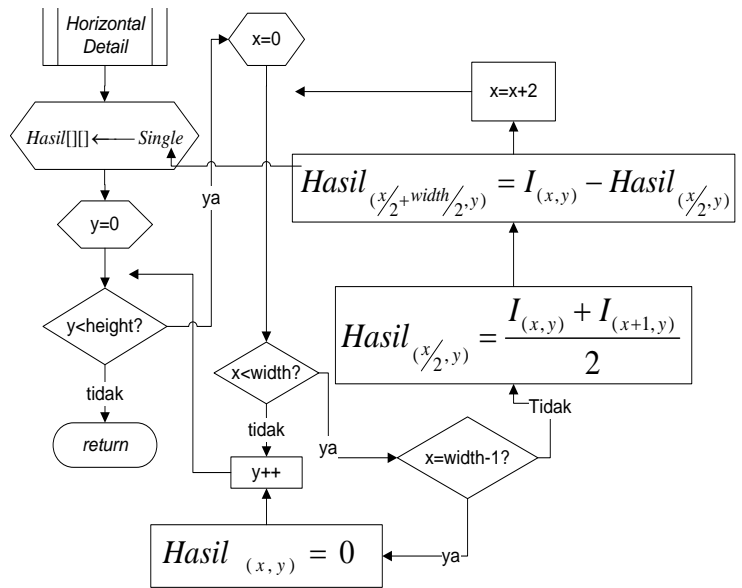 Horizontal
Detail
Hasil[][] ← Single
y=0
y<height?
tidak
return
ya
x=0
x<width?
tidak
y++
ya
x=width-1?
ya
Hasil (x,y) = 0
Tidak
Hasil (x/2,y) = I(x,y) + I(x+1,y) / 2
Hasil (x/2+width/2,y) = I(x,y) − Hasil (x/2,y)
x=x+2